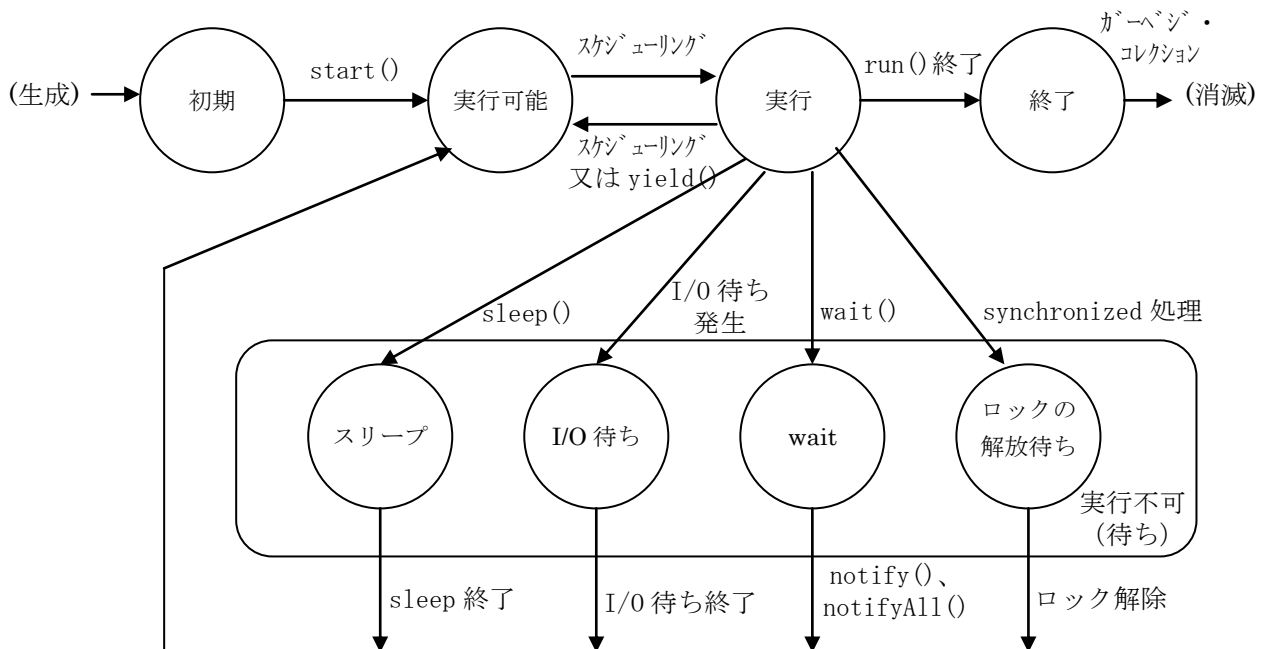 ｶﾞｰﾍﾞｼﾞ・
ｺﾚｸｼｮﾝ
ｽｹｼﾞｭｰﾘﾝｸﾞ
(生成)
初期
start()
実行可能
実行
run()終了
終了
(消滅)
ｽｹｼﾞｭｰﾘﾝｸﾞ
又は yield()
sleep()
I/O 待ち
発生
wait()
synchronized 処理
スリープ
I/O 待ち
wait
ロックの
解放待ち
実行不可
(待ち)
sleep 終了
I/O 待ち終了
notify()、
notifyAll()
ロック解除